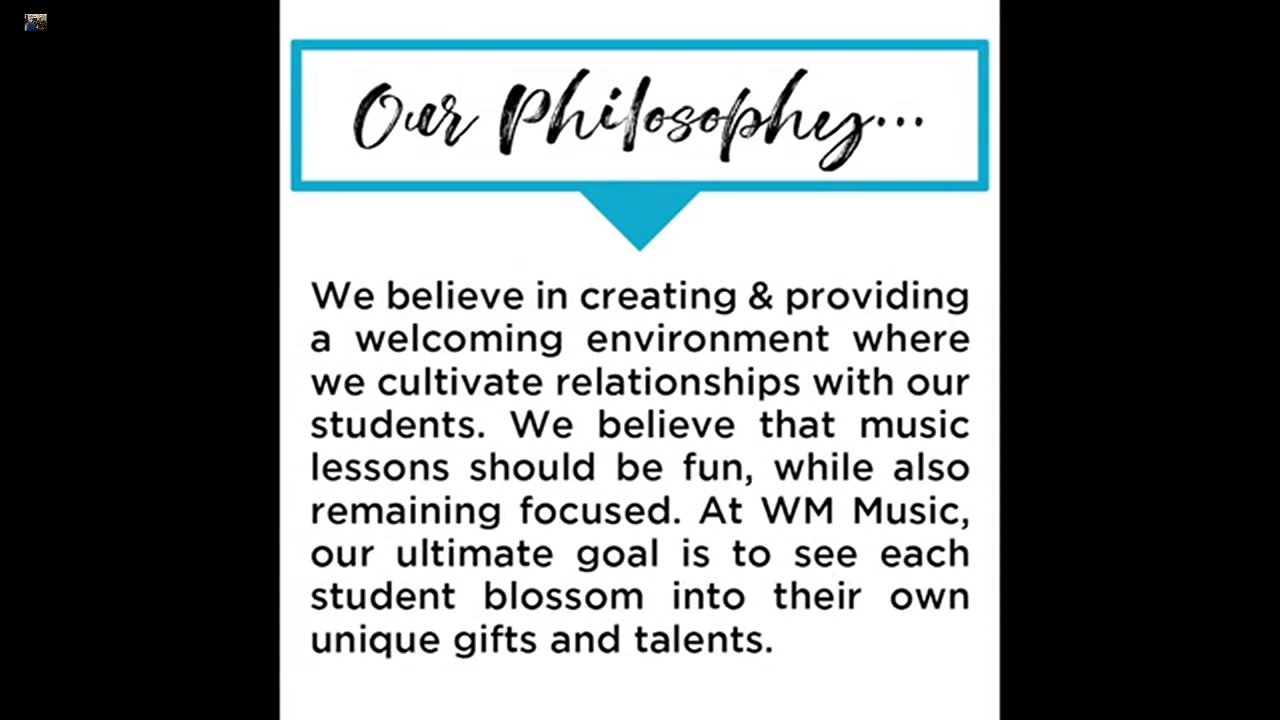 Our Philosophy...
We believe in creating & providing
a welcoming environment where
we cultivate relationships with our
students. We believe that music
lessons should be fun, while also
remaining focused. At WM Music,
our ultimate goal is to see each
student blossom into their own
unique gifts and talents.